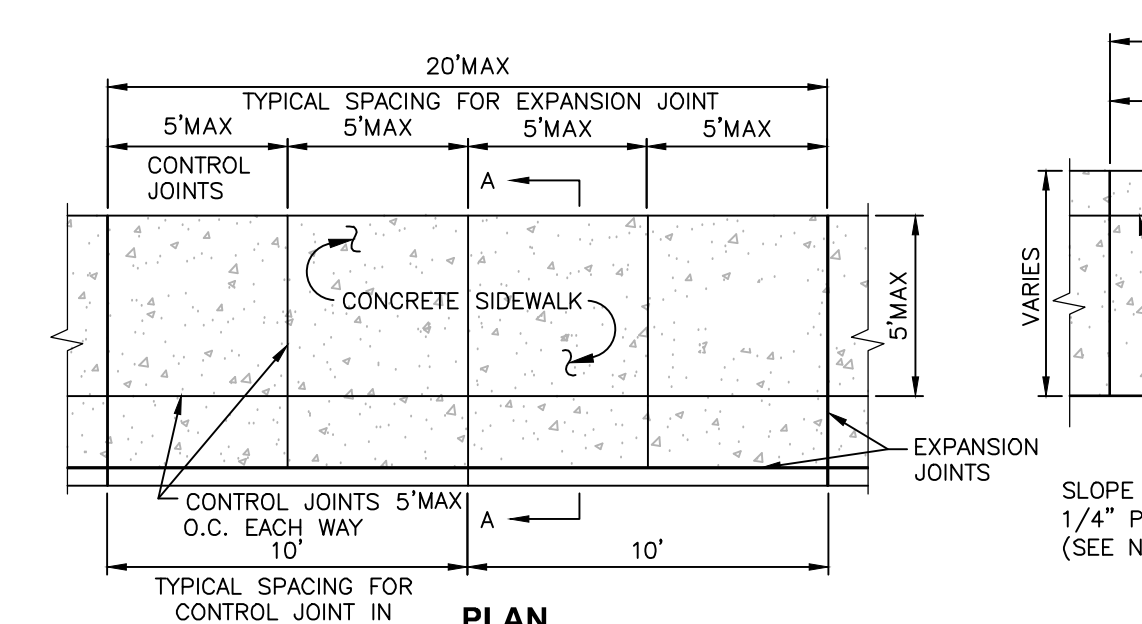 20'MAX
TYPICAL SPACING FOR EXPANSION JOINT
5'MAX 5'MAX 5'MAX 5'MAX
CONTROL
JOINTS
A
CONCRETE SIDEWALK
5'MAX
VARIES
EXPANSION
JOINTS
CONTROL JOINTS 5'MAX
O.C. EACH WAY
A
10' 10'
TYPICAL SPACING FOR
CONTROL JOINT IN
PLAN
SLOPE
1/4" P
(SEE N